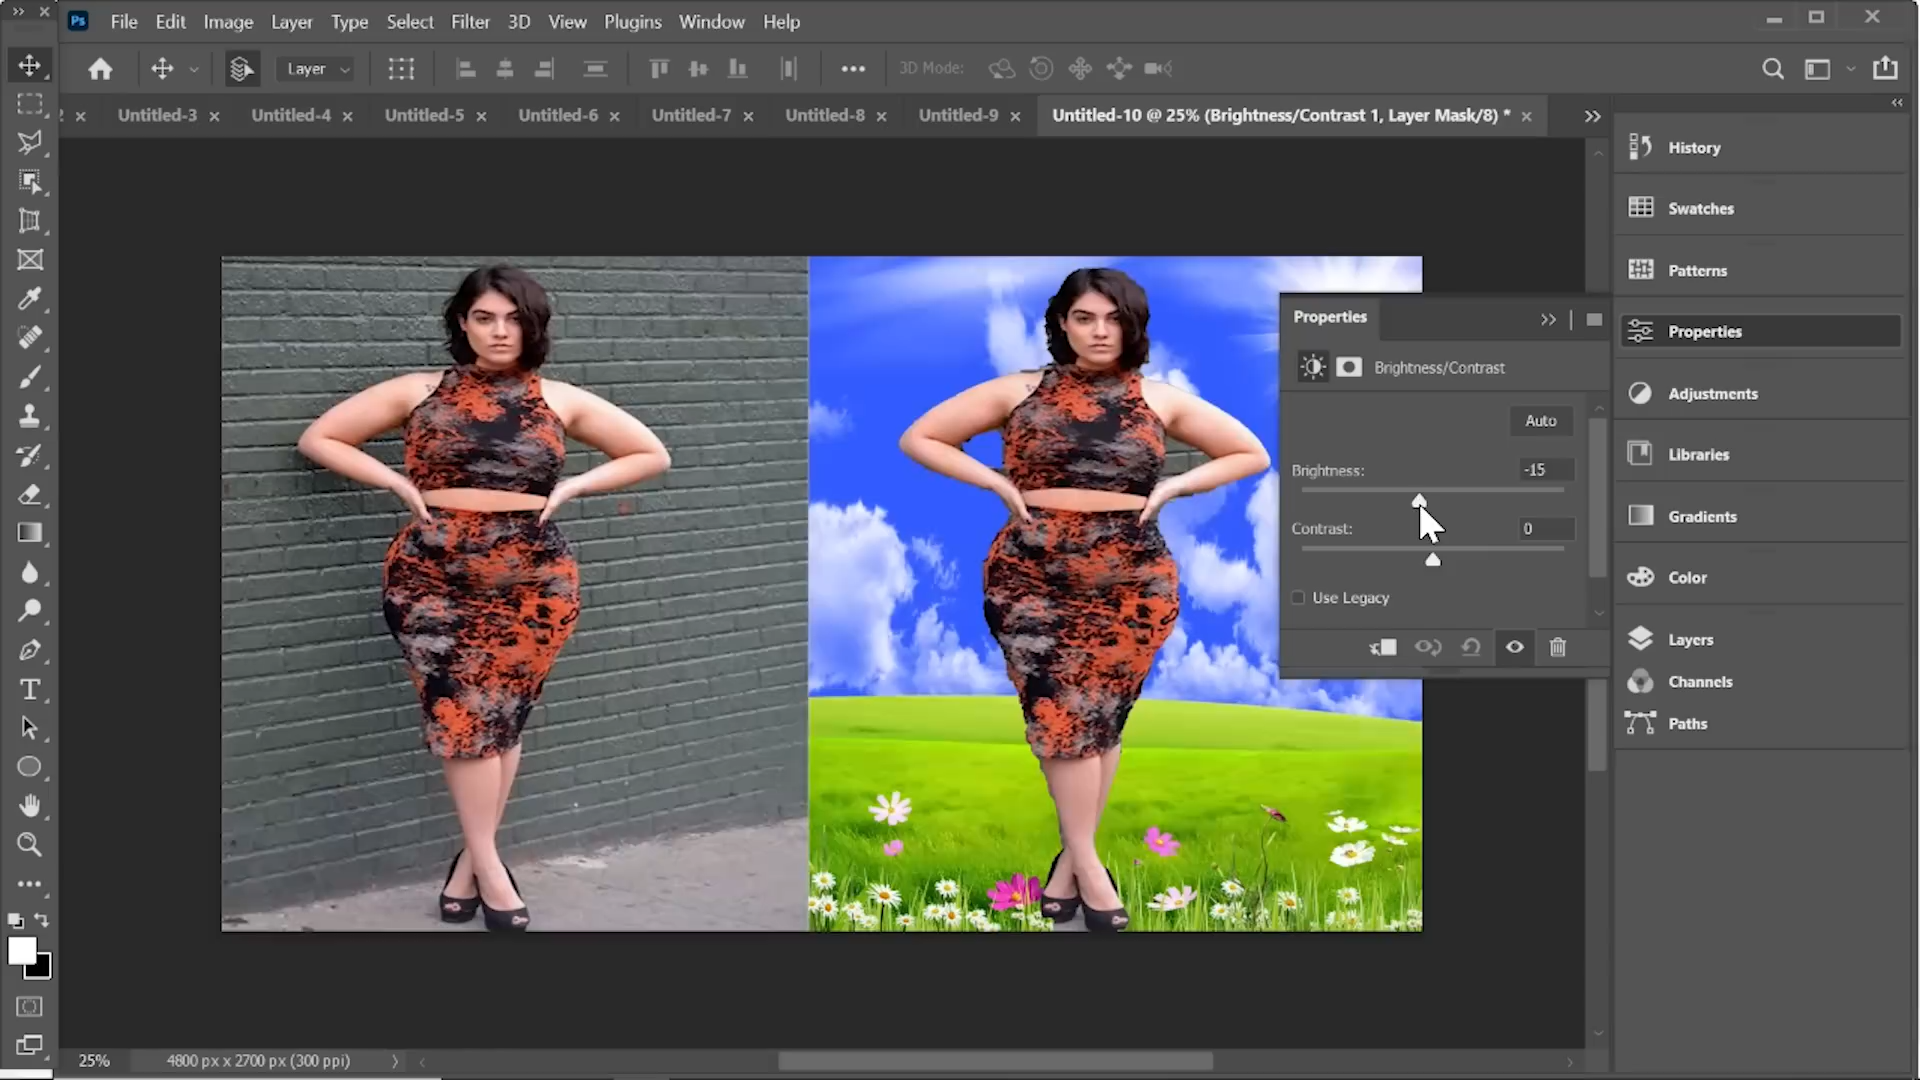 Ps File Edit Image Layer Type Select Filter 3D View Plugins Window Help
Layer 3D Mode:
2 Untitled-3 Untitled-4 Untitled-5 Untitled-6 Untitled-7 Untitled-8 Untitled-9 Untitled-10 @ 25% (Brightness/Contrast 1, Layer Mask/8) *
History
Swatches
Patterns
Properties
Adjustments
Libraries
Gradients
Color
Layers
Channels
Paths
Properties
Brightness/Contrast
Auto
Brightness: -15
Contrast: 0
Use Legacy
25% 4800 px x 2700 px (300 ppi)